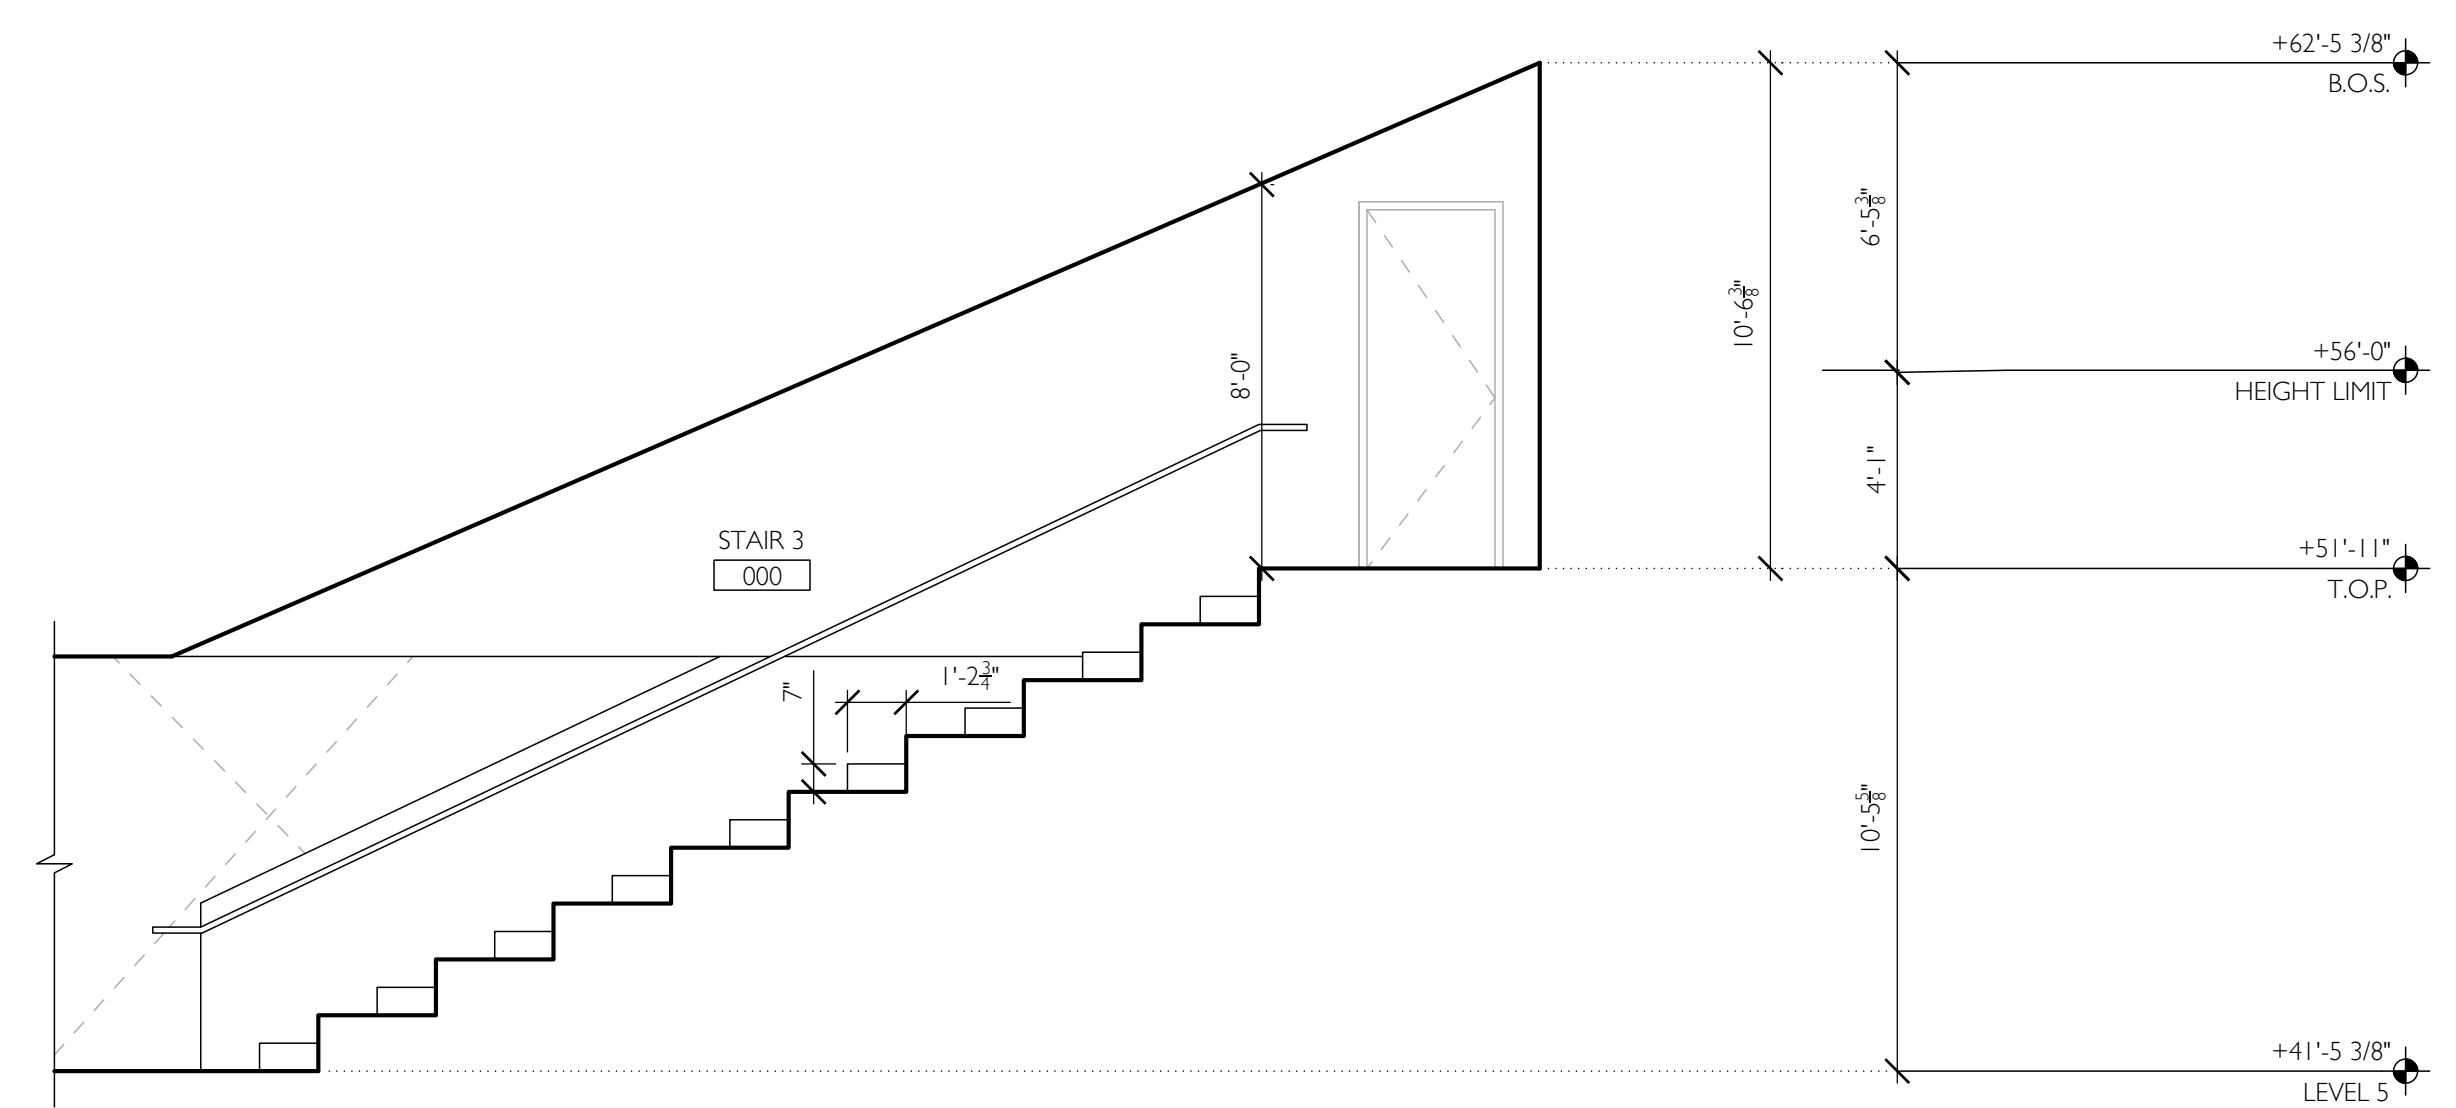 +62'-5 3/8"
B.O.S.
6'-5 3/8"
10'-6 3/8"
+56'-0"
HEIGHT LIMIT
8'-0"
4'-1"
STAIR 3
000
+51'-11"
T.O.P.
7"
1'-2 3/4"
10'-5 5/8"
+41'-5 3/8"
LEVEL 5